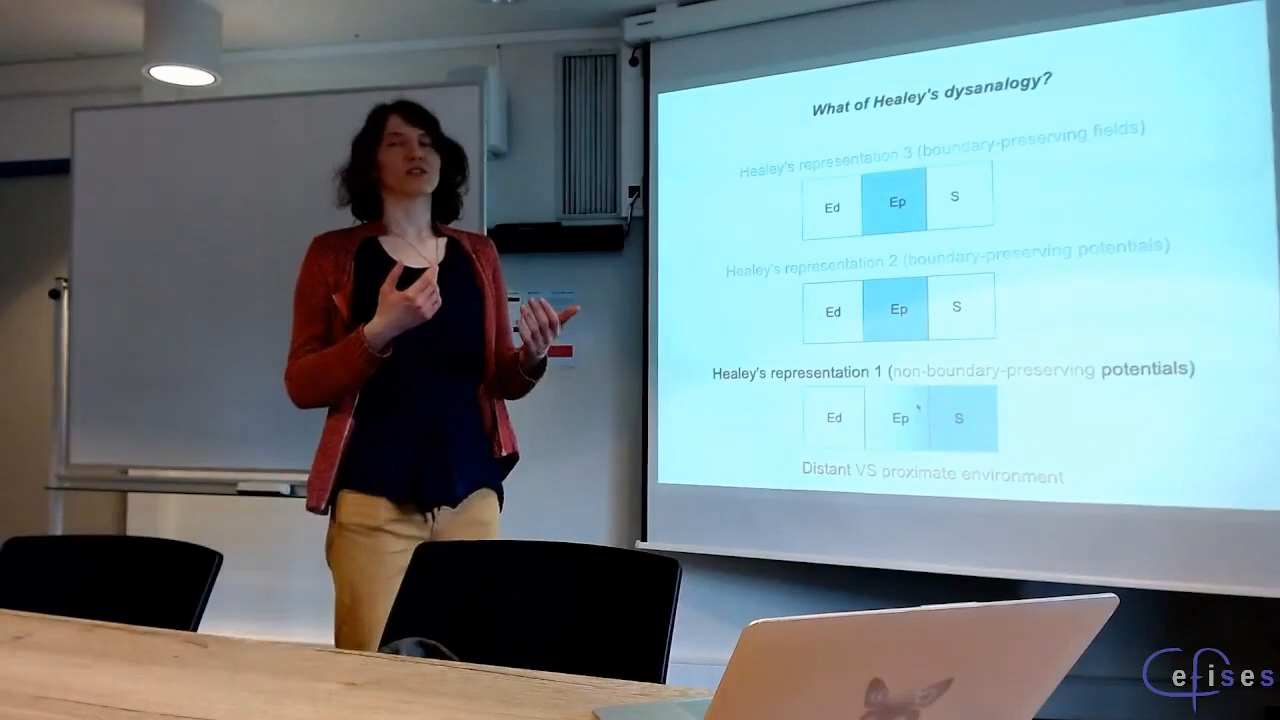 What of Healey's dysanalogy?
Healey's representation 3 (boundary-preserving fields)
Ed Ep S
Healey's representation 2 (boundary-preserving potentials)
Ed Ep S
Healey's representation 1 (non-boundary-preserving potentials)
Ed Ep S
Distant VS proximate environment
Cefises